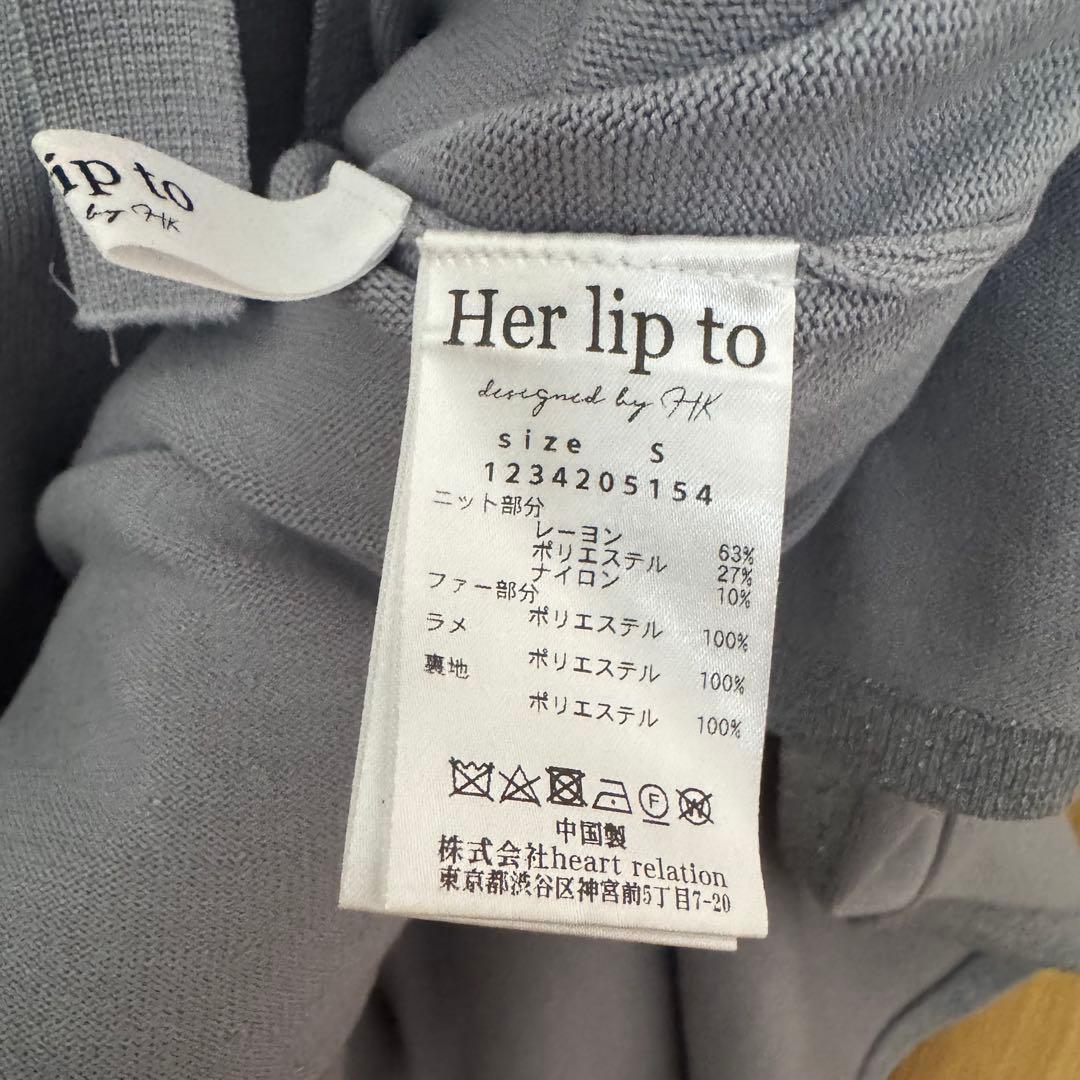 ip to
by HK
Her lip to
designed by HK
size S
1234205154
ニット部分
レーヨン 63%
ポリエステル 27%
ナイロン 10%
ファー部分
ポリエステル 100%
ラメ
ポリエステル 100%
裏地
ポリエステル 100%
F
W
中国製
株式会社heart relation
東京都渋谷区神宮前5丁目7-20